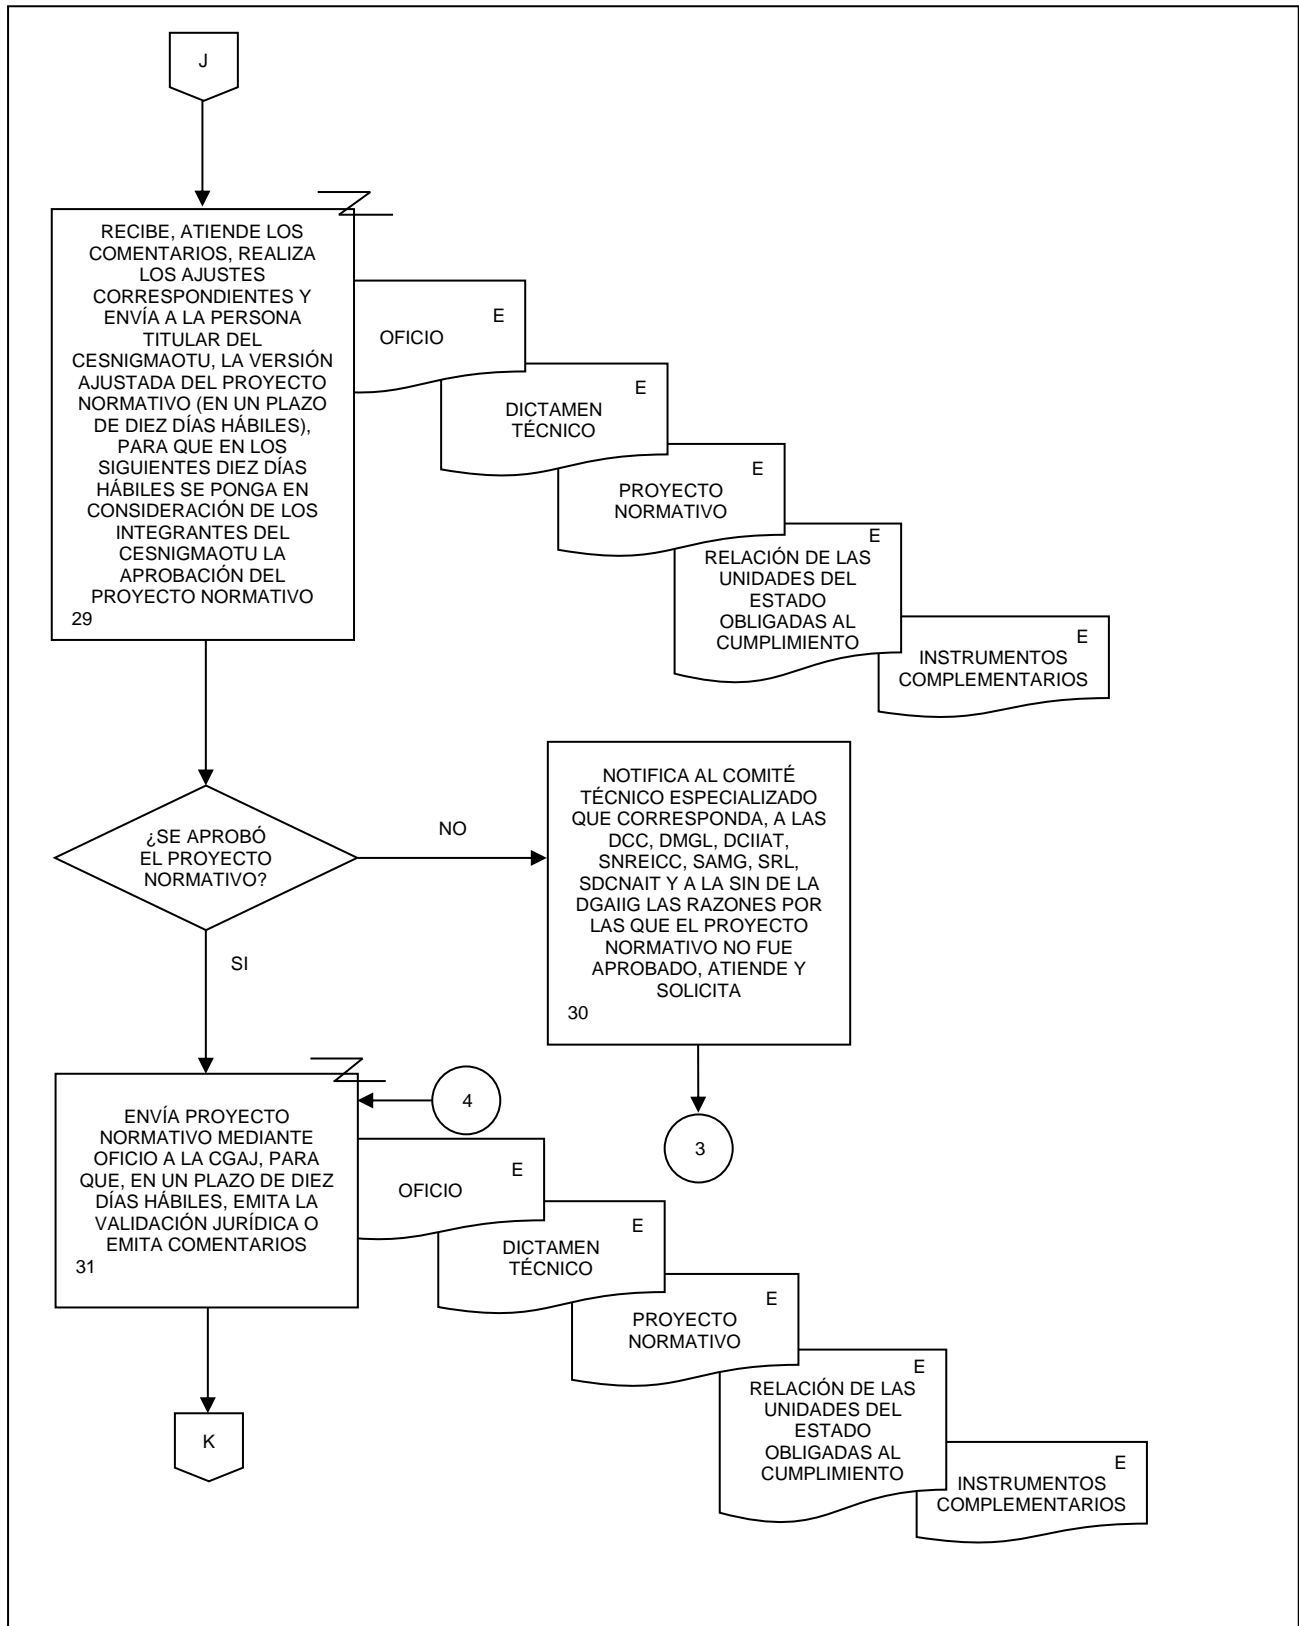 J
RECIBE, ATIENDE LOS
COMENTARIOS, REALIZA
LOS AJUSTES
CORRESPONDIENTES Y
ENVÍA A LA PERSONA
TITULAR DEL
CESNIGMAOTU, LA VERSIÓN
AJUSTADA DEL PROYECTO
NORMATIVO (EN UN PLAZO
DE DIEZ DÍAS HÁBILES),
PARA QUE EN LOS
SIGUIENTES DIEZ DÍAS
HÁBILES SE PONGA EN
CONSIDERACIÓN DE LOS
INTEGRANTES DEL
CESNIGMAOTU LA
APROBACIÓN DEL
PROYECTO NORMATIVO
29
E
OFICIO
E
DICTAMEN
TÉCNICO
E
PROYECTO
NORMATIVO
E
RELACIÓN DE LAS
UNIDADES DEL
ESTADO
OBLIGADAS AL
CUMPLIMIENTO
E
INSTRUMENTOS
COMPLEMENTARIOS
¿SE APROBÓ
EL PROYECTO
NORMATIVO?
NO
NOTIFICA AL COMITÉ
TÉCNICO ESPECIALIZADO
QUE CORRESPONDA, A LAS
DCC, DMGL, DCIIAT,
SNREICC, SAMG, SRL,
SDCNAIT Y A LA SIN DE LA
DGAIIG LAS RAZONES POR
LAS QUE EL PROYECTO
NORMATIVO NO FUE
APROBADO, ATIENDE Y
SOLICITA
30
3
SI
4
ENVÍA PROYECTO
NORMATIVO MEDIANTE
OFICIO A LA CGAJ, PARA
QUE, EN UN PLAZO DE DIEZ
DÍAS HÁBILES, EMITA LA
VALIDACIÓN JURÍDICA O
EMITA COMENTARIOS
31
E
OFICIO
E
DICTAMEN
TÉCNICO
E
PROYECTO
NORMATIVO
E
RELACIÓN DE LAS
UNIDADES DEL
ESTADO
OBLIGADAS AL
CUMPLIMIENTO
E
INSTRUMENTOS
COMPLEMENTARIOS
K